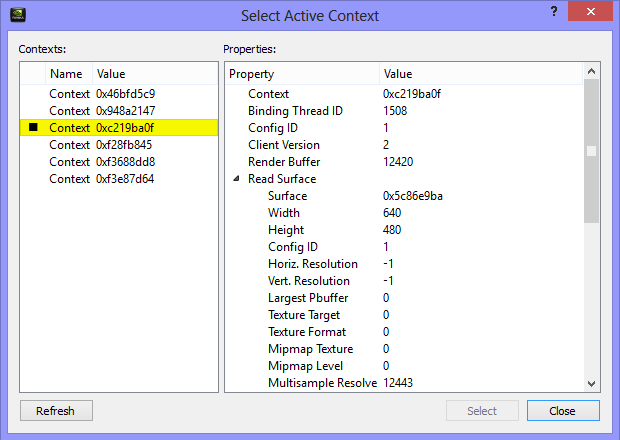 Select Active Context
?
Contexts:
Properties:
Name Value
Context 0x46bfd5c9
Context 0x948a2147
Context 0xc219ba0f
Context 0xf28fb845
Context 0xf3688dd8
Context 0xf3e87d64
Property Value
Context 0xc219ba0f
Binding Thread ID 1508
Config ID 1
Client Version 2
Render Buffer 12420
Read Surface
Surface 0x5c86e9ba
Width 640
Height 480
Config ID 1
Horiz. Resolution -1
Vert. Resolution -1
Largest Pbuffer 0
Texture Target 0
Texture Format 0
Mipmap Texture 0
Mipmap Level 0
Multisample Resolve 12443
Refresh
Select
Close